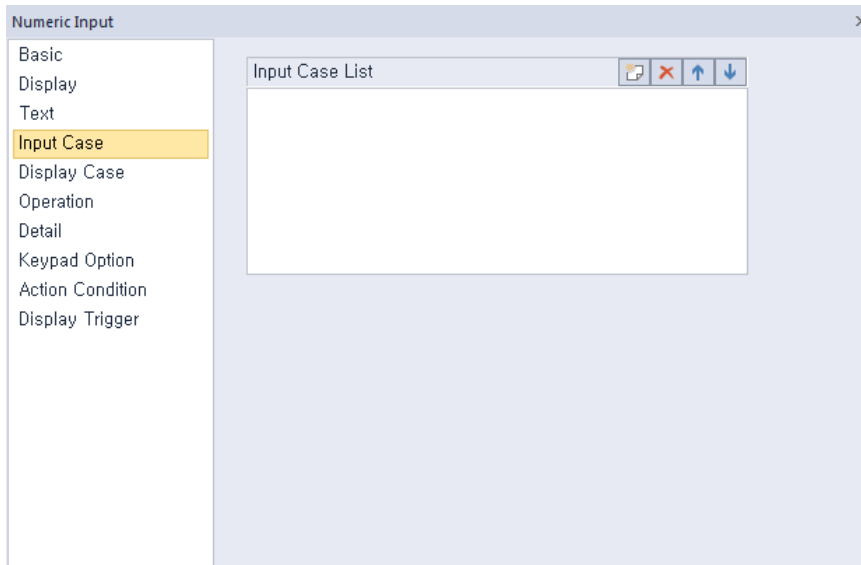 Numeric Input
Basic
Display
Text
Input Case
Display Case
Operation
Detail
Keypad Option
Action Condition
Display Trigger
Input Case List